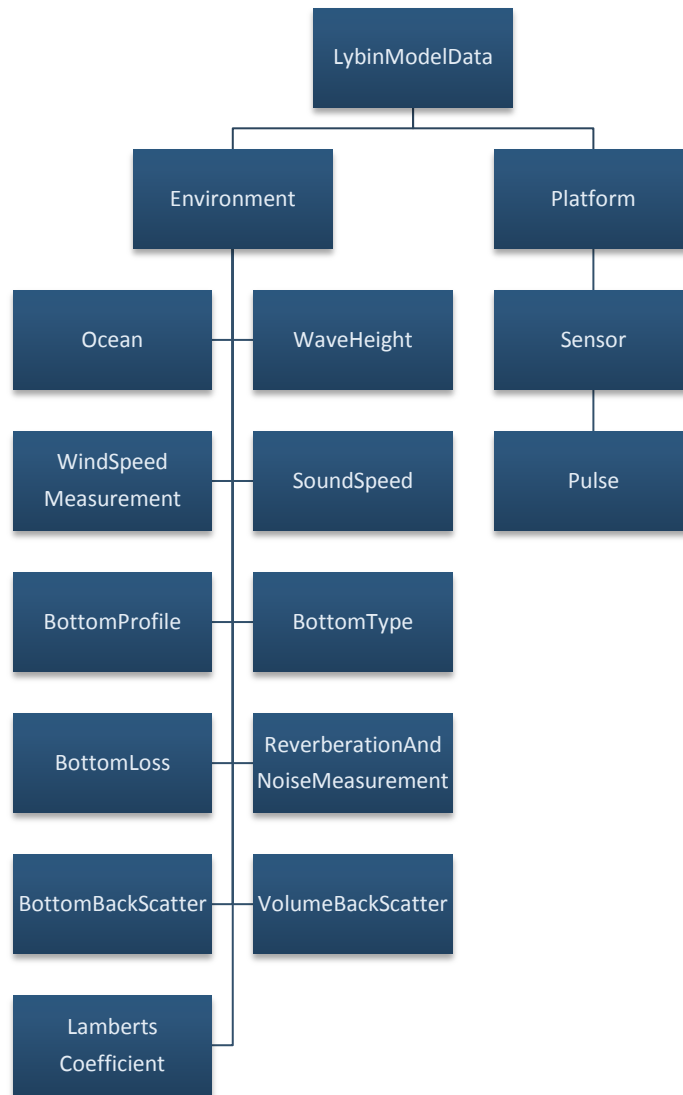 LybinModelData
Environment
Platform
Ocean
WaveHeight
Sensor
WindSpeed
Measurement
SoundSpeed
Pulse
BottomProfile
BottomType
BottomLoss
ReverberationAnd
NoiseMeasurement
BottomBackScatter
VolumeBackScatter
Lamberts
Coefficient